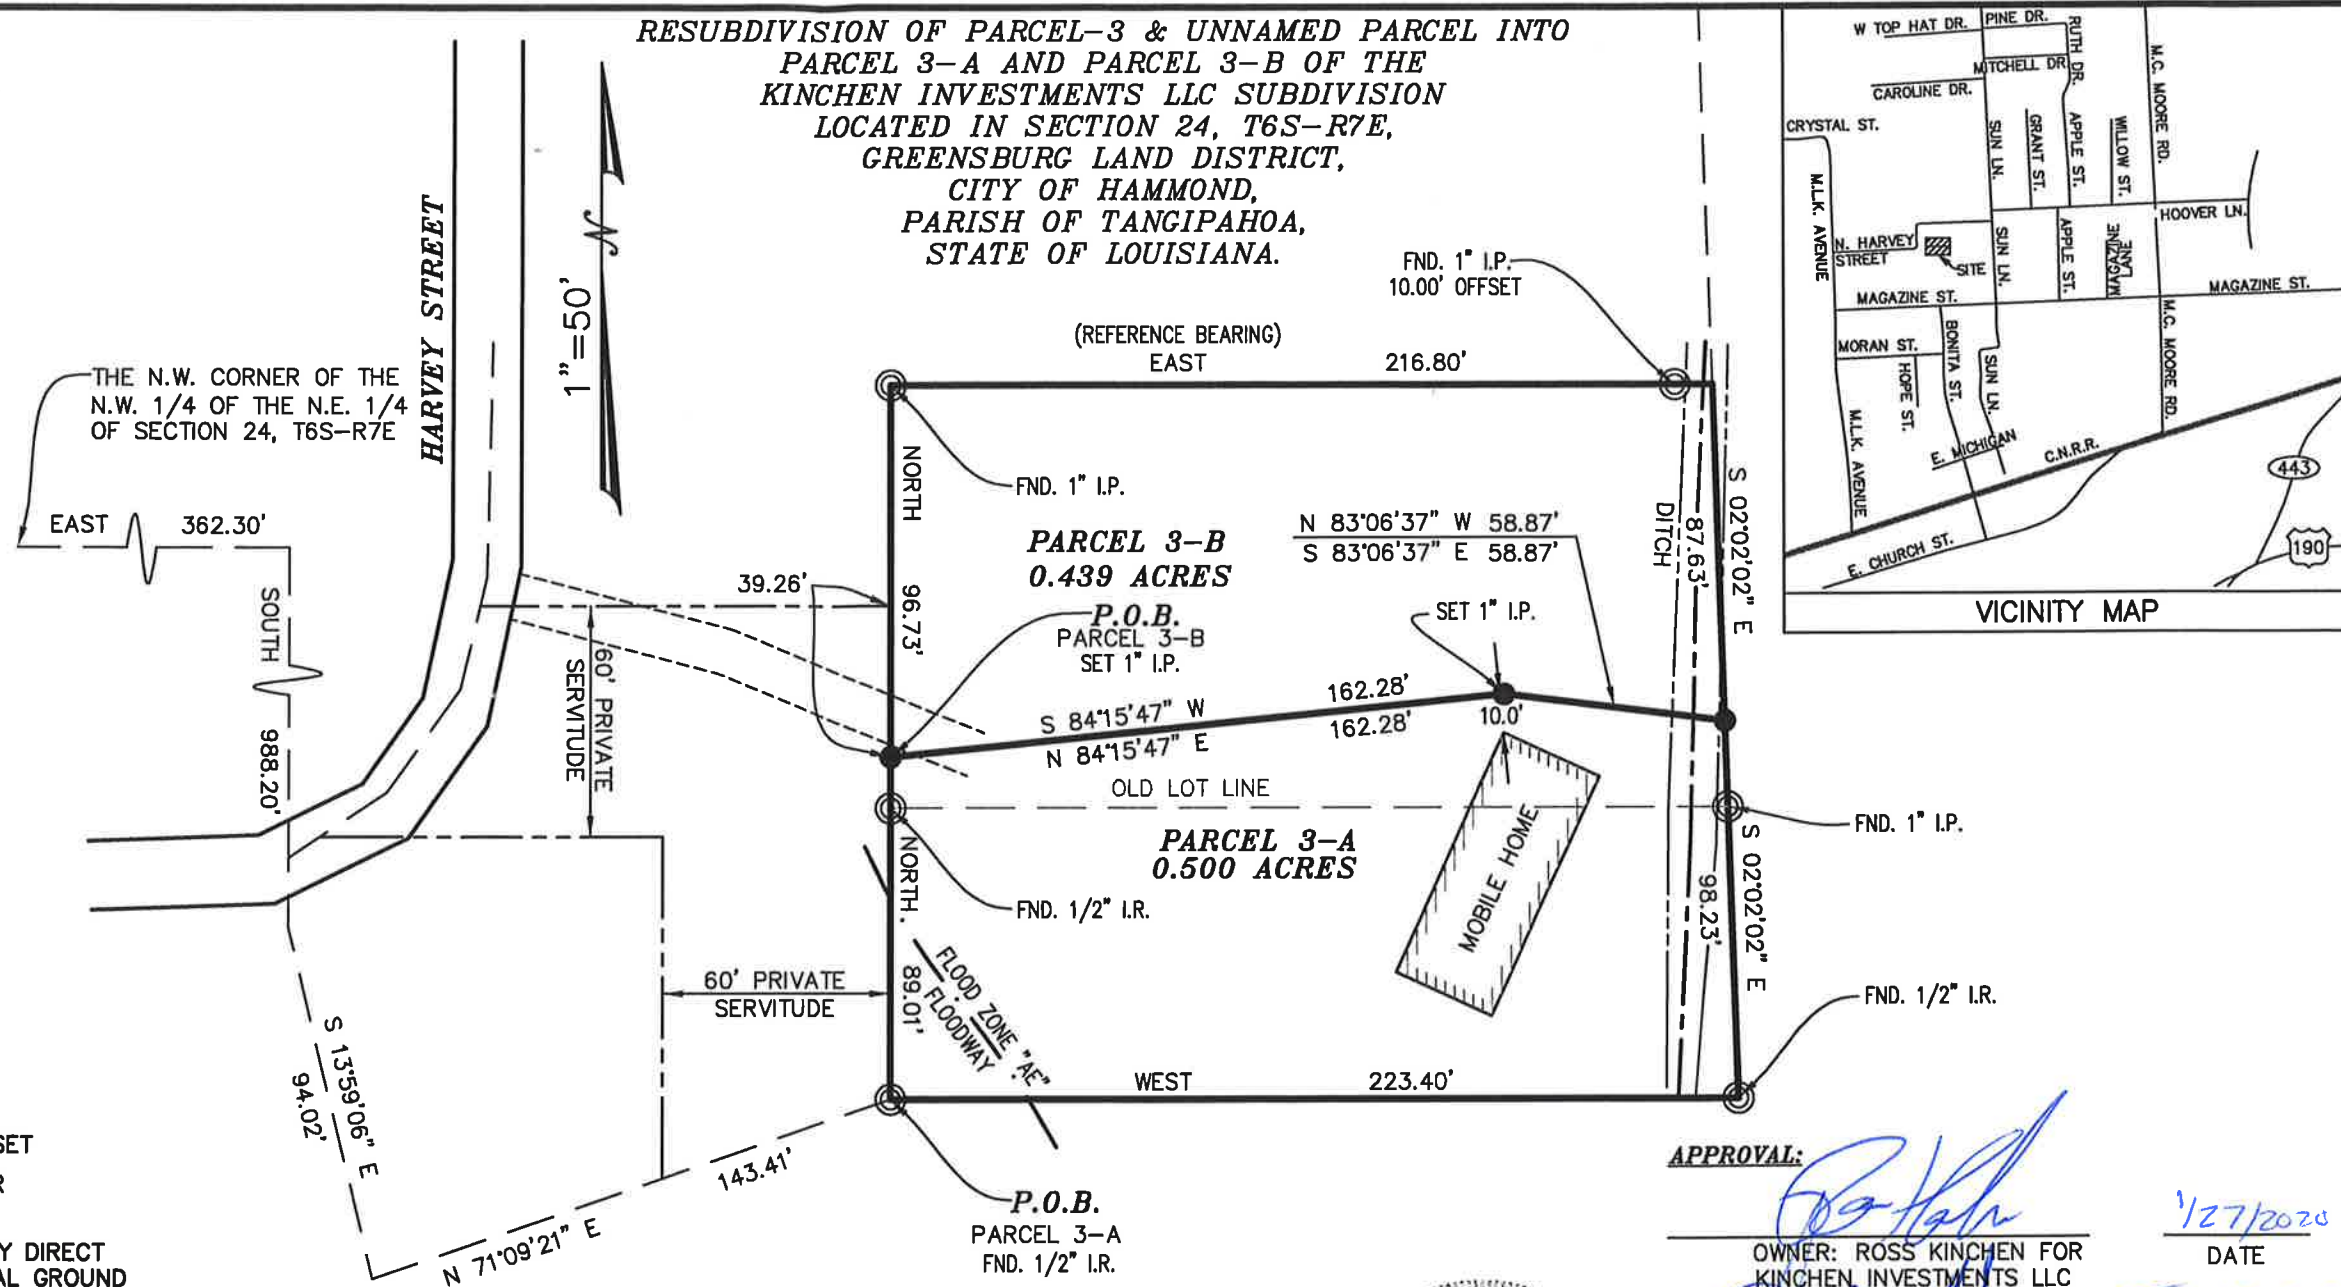 RESUBDIVISION OF PARCEL-3 & UNNAMED PARCEL INTO
PARCEL 3-A AND PARCEL 3-B OF THE
KINCHEN INVESTMENTS LLC SUBDIVISION
LOCATED IN SECTION 24, T6S-R7E,
GREENSBURG LAND DISTRICT,
CITY OF HAMMOND,
PARISH OF TANGIPAHOA,
STATE OF LOUISIANA.
HARVEY STREET
N
1"=50'
THE N.W. CORNER OF THE
N.W. 1/4 OF THE N.E. 1/4
OF SECTION 24, T6S-R7E
EAST 362.30'
SOUTH 988.20'
S 13°59'06" E
94.02'
N 71°09'21" E 143.41'
60' PRIVATE
SERVITUDE
60' PRIVATE
SERVITUDE
(REFERENCE BEARING)
EAST 216.80'
FND. 1" I.P.
10.00' OFFSET
FND. 1" I.P.
NORTH 96.73'
39.26'
PARCEL 3-B
0.439 ACRES
P.O.B.
PARCEL 3-B
SET 1" I.P.
N 83°06'37" W 58.87'
S 83°06'37" E 58.87'
SET 1" I.P.
DITCH
87.63'
S 02°02'02" E
S 84°15'47" W 162.28'
N 84°15'47" E 162.28'
10.0'
OLD LOT LINE
PARCEL 3-A
0.500 ACRES
MOBILE HOME
FND. 1" I.P.
98.23'
S 02°02'02" E
FND. 1/2" I.R.
NORTH. 89.01'
FND. 1/2" I.R.
FLOOD ZONE "AE"
FLOODWAY
WEST 223.40'
P.O.B.
PARCEL 3-A
FND. 1/2" I.R.
W TOP HAT DR.
PINE DR.
RUTH DR.
MITCHELL DR
CAROLINE DR.
CRYSTAL ST.
SUN LN.
GRANT ST.
APPLE ST.
WILLOW ST.
M.C. MOORE RD.
M.L.K. AVENUE
HOOVER LN.
N. HARVEY
STREET
SITE
SUN LN.
APPLE ST.
MAGAZINE
LANE
MAGAZINE ST.
MAGAZINE ST.
MORAN ST.
HOPE ST.
BONITA ST.
SUN LN.
M.C. MOORE RD.
M.L.K. AVENUE
E. MICHIGAN
C.N.R.R.
E. CHURCH ST.
443
190
VICINITY MAP
SET
R
Y DIRECT
AL GROUND
APPROVAL:
1/27/2020
OWNER: ROSS KINCHEN FOR
KINCHEN INVESTMENTS LLC
DATE